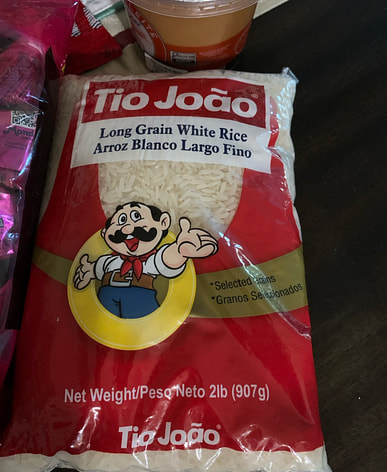 Tio João®
Long Grain White Rice
Arroz Blanco Largo Fino
*Selected Grains
*Granos Seleccionados
Net Weight/Peso Neto 2lb (907g)
Tio João®